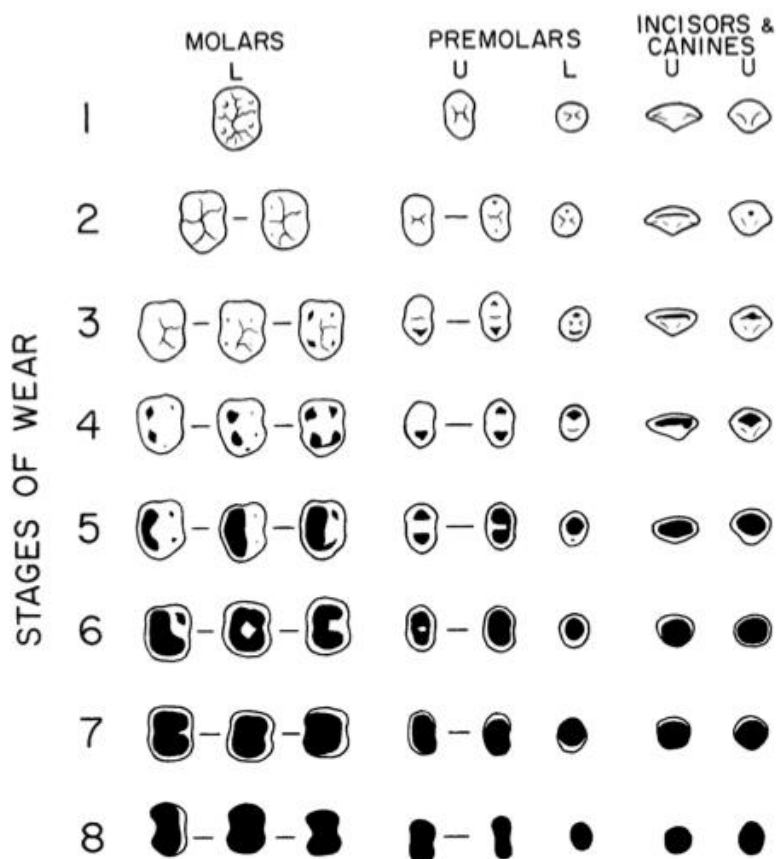 MOLARS
L
PREMOLARS
U L
INCISORS &
CANINES
U U
STAGES OF WEAR
1
2
3
4
5
6
7
8